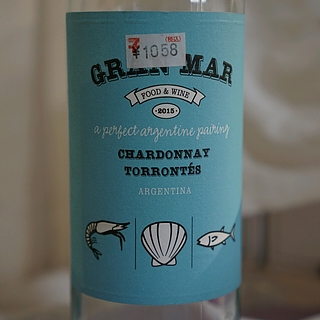 ¥1058
GRAN MAR
FOOD & WINE
2015
a perfect argentine pairing
CHARDONNAY
TORRONTÉS
ARGENTINA